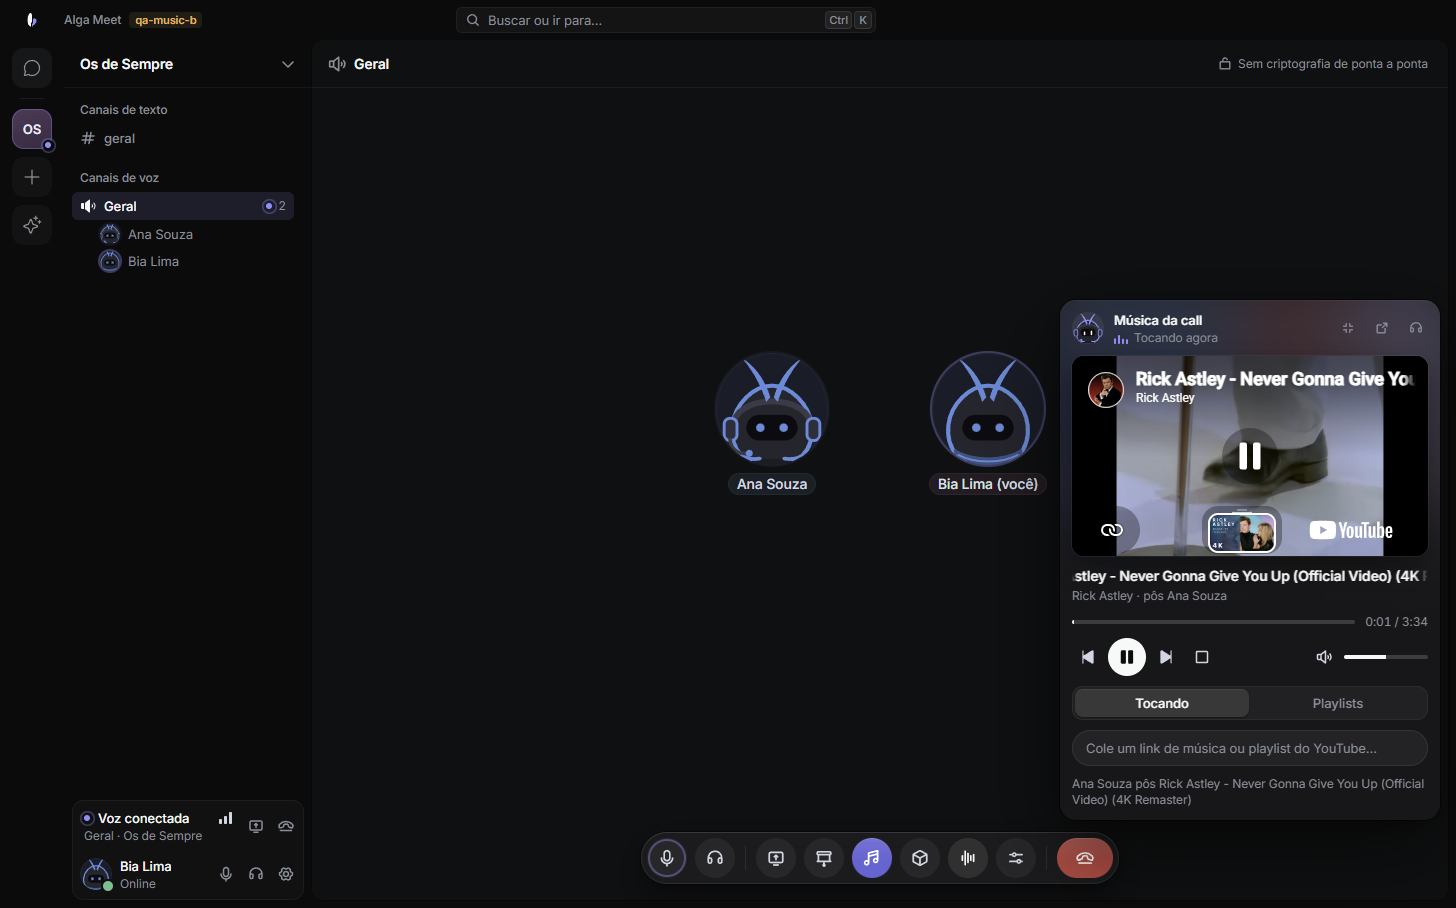 Alga Meet
qa-music-b
Buscar ou ir para...
Ctrl
K
Os de Sempre
Geral
Sem criptografia de ponta a ponta
OS
Canais de texto
# geral
Canais de voz
Geral
2
Ana Souza
Bia Lima
Ana Souza
Bia Lima (você)
Música da call
Tocando agora
Rick Astley - Never Gonna Give You
Rick Astley
RICK
ASTLEY
4K
YouTube
stley - Never Gonna Give You Up (Official Video) (4K
Rick Astley · pôs Ana Souza
0:01 / 3:34
Tocando
Playlists
Cole um link de música ou playlist do YouTube...
Ana Souza pôs Rick Astley - Never Gonna Give You Up (Official
Video) (4K Remaster)
Voz conectada
Geral · Os de Sempre
Bia Lima
Online